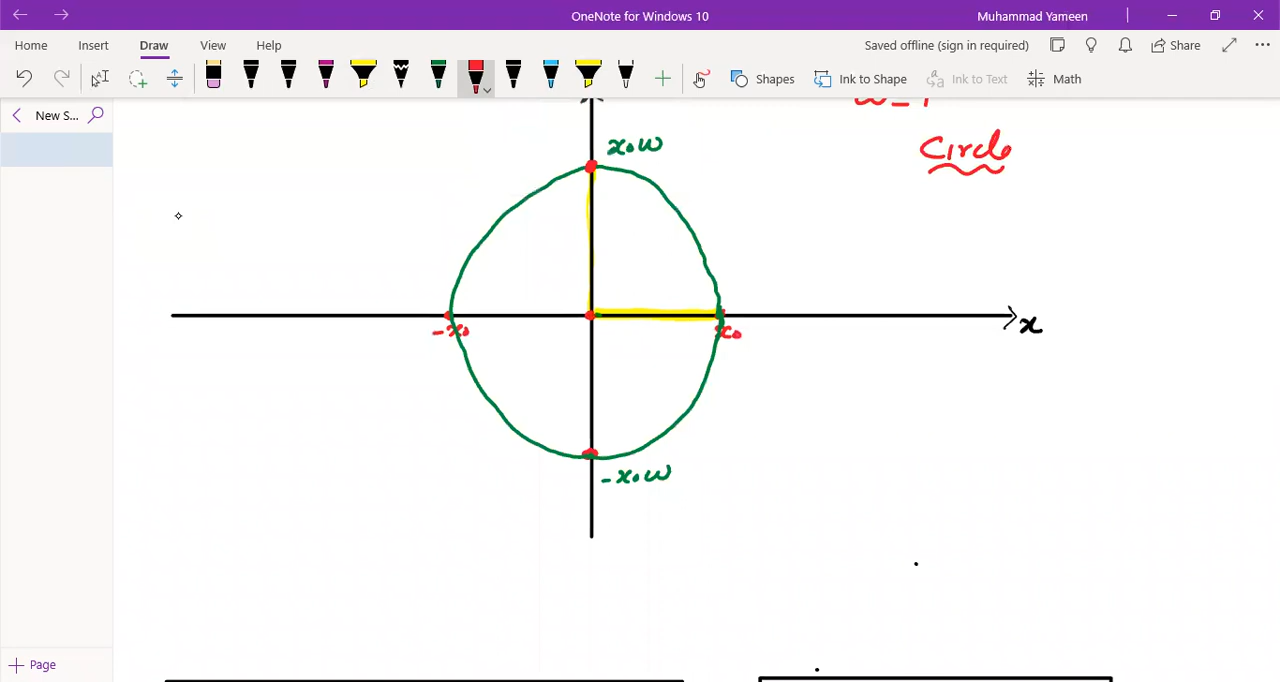 OneNote for Windows 10
Muhammad Yameen
Home Insert Draw View Help
Saved offline (sign in required)
Share
Shapes
Ink to Shape
Ink to Text
Math
New S...
Circle
x₀ω
-x₀
x₀
x
-x₀ω
Page